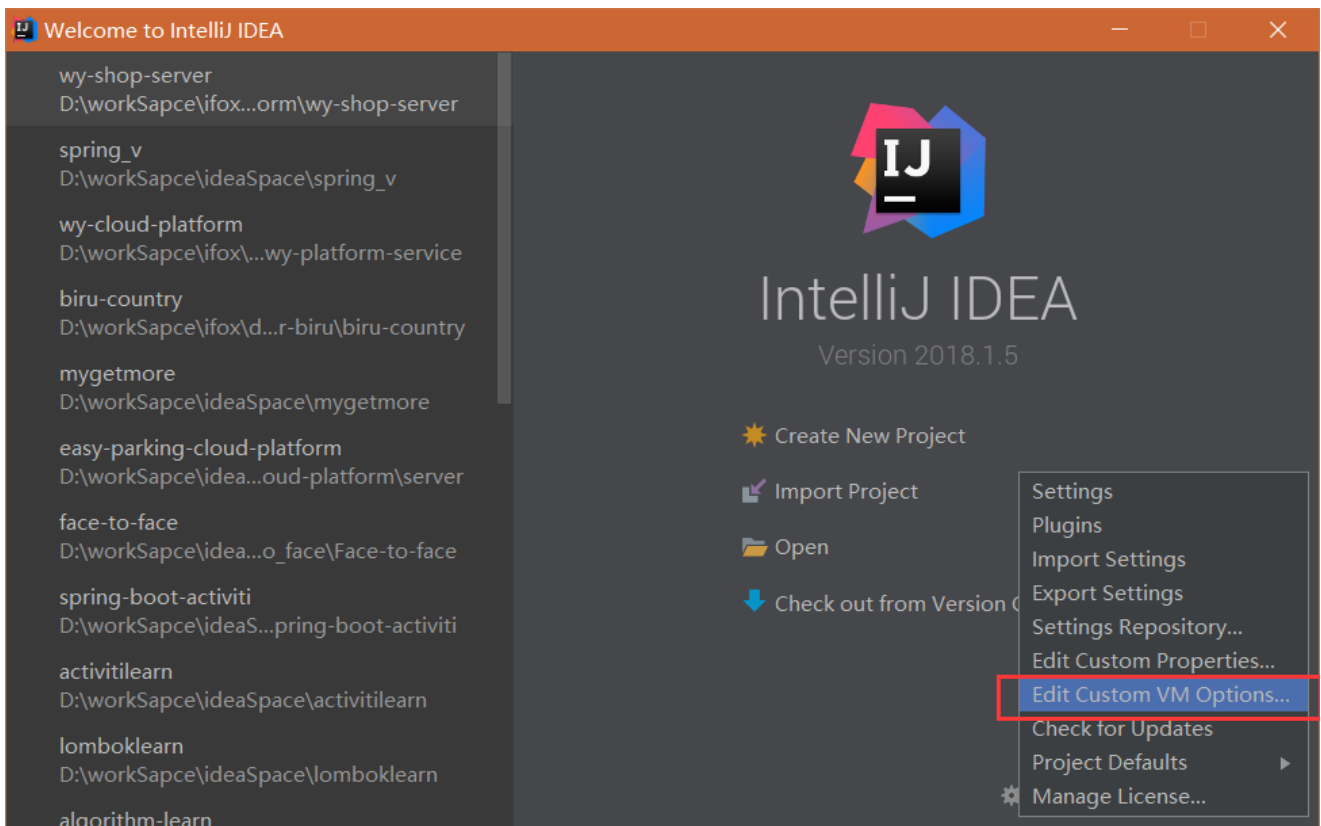 Welcome to IntelliJ IDEA
wy-shop-server
D:\workSapce\ifox...orm\wy-shop-server
spring_v
D:\workSapce\ideaSpace\spring_v
wy-cloud-platform
D:\workSapce\ifox\...wy-platform-service
biru-country
D:\workSapce\ifox\d...r-biru\biru-country
mygetmore
D:\workSapce\ideaSpace\mygetmore
easy-parking-cloud-platform
D:\workSapce\idea...oud-platform\server
face-to-face
D:\workSapce\idea...o_face\Face-to-face
spring-boot-activiti
D:\workSapce\ideaS...pring-boot-activiti
activitilearn
D:\workSapce\ideaSpace\activitilearn
lomboklearn
D:\workSapce\ideaSpace\lomboklearn
algorithm-learn
IJ
IntelliJ IDEA
Version 2018.1.5
Create New Project
Import Project
Open
Check out from Version
Settings
Plugins
Import Settings
Export Settings
Settings Repository...
Edit Custom Properties...
Edit Custom VM Options...
Check for Updates
Project Defaults
Manage License...